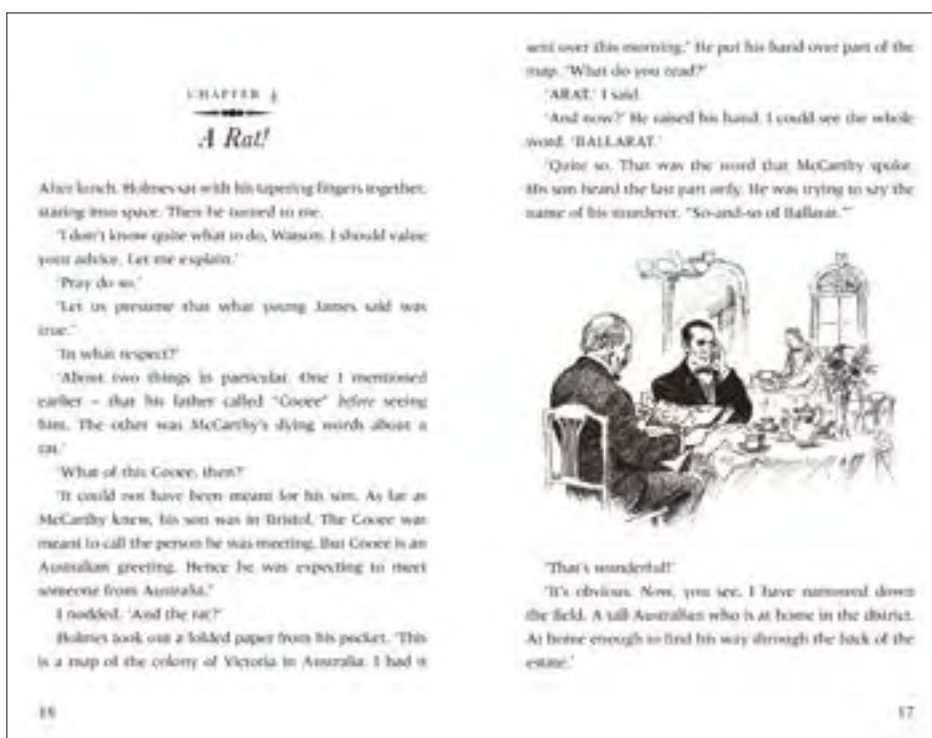 CHAPTER 4
A Rat!
After lunch, Holmes sat with his tapering fingers together,
staring into space. Then he turned to me.
'I don't know quite what to do, Watson. I should value
your advice. Let me explain.'
'Pray do so.'
'Let us presume that what young James said was
true.'
'In what respect?'
'About two things in particular. One I mentioned
earlier – that his father called "Cooee" before seeing
him. The other was McCarthy's dying words about a
rat.'
'What of this Cooee, then?'
'It could not have been meant for his son. As far as
McCarthy knew, his son was in Bristol. The Cooee was
meant to call the person he was meeting. But Cooee is an
Australian greeting. Hence he was expecting to meet
someone from Australia.'
I nodded. 'And the rat?'
Holmes took out a folded paper from his pocket. 'This
is a map of the colony of Victoria in Australia. I had it
16
sent over this morning.' He put his hand over part of the
map. 'What do you read?'
'ARAT,' I said.
'And now?' He raised his hand. I could see the whole
word. 'BALLARAT.'
'Quite so. That was the word that McCarthy spoke.
His son heard the last part only. He was trying to say the
name of his murderer. "So-and-so of Ballarat."'
'That's wonderful!'
'It's obvious. Now, you see, I have narrowed down
the field. A tall Australian who is at home in the district.
At home enough to find his way through the back of the
estate.'
17